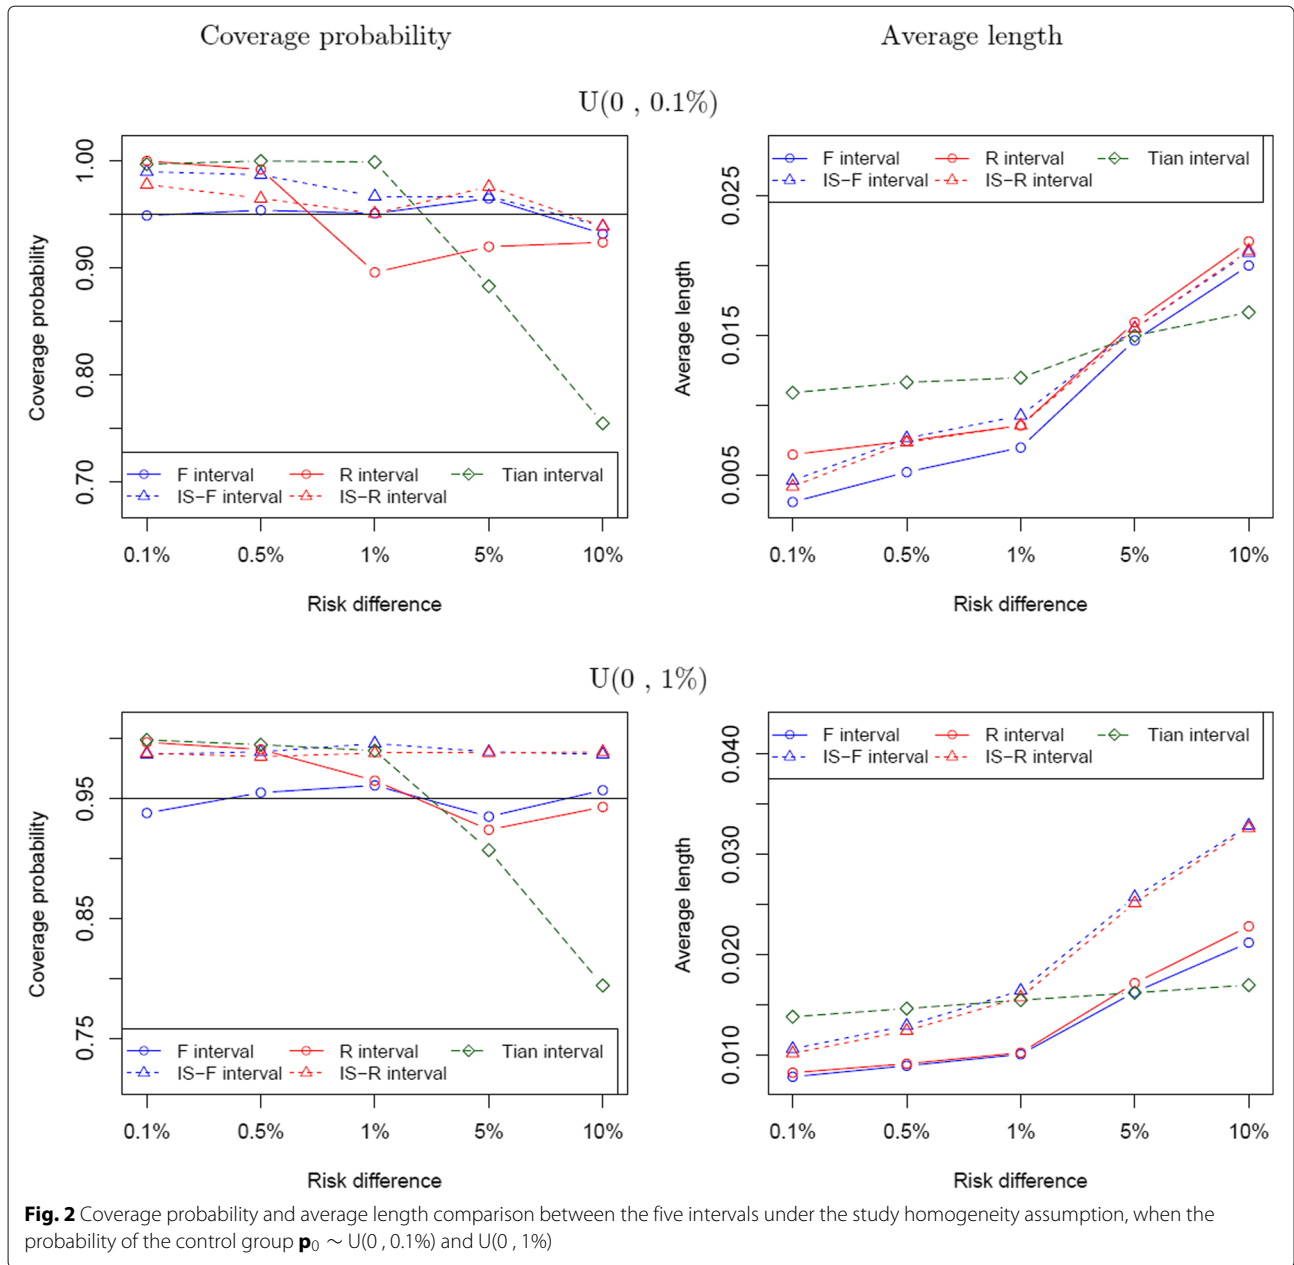 Coverage probability
Average length
U(0 , 0.1%)
Coverage probability
1.00
0.90
0.80
0.70
F interval
R interval
Tian interval
IS−F interval
IS−R interval
0.1%
0.5%
1%
5%
10%
Risk difference
Average length
0.025
0.015
0.005
F interval
R interval
Tian interval
IS−F interval
IS−R interval
0.1%
0.5%
1%
5%
10%
Risk difference
U(0 , 1%)
Coverage probability
0.95
0.85
0.75
F interval
R interval
Tian interval
IS−F interval
IS−R interval
0.1%
0.5%
1%
5%
10%
Risk difference
Average length
0.040
0.030
0.020
0.010
F interval
R interval
Tian interval
IS−F interval
IS−R interval
0.1%
0.5%
1%
5%
10%
Risk difference
Fig. 2 Coverage probability and average length comparison between the five intervals under the study homogeneity assumption, when the
probability of the control group p₀ ∼ U(0 , 0.1%) and U(0 , 1%)